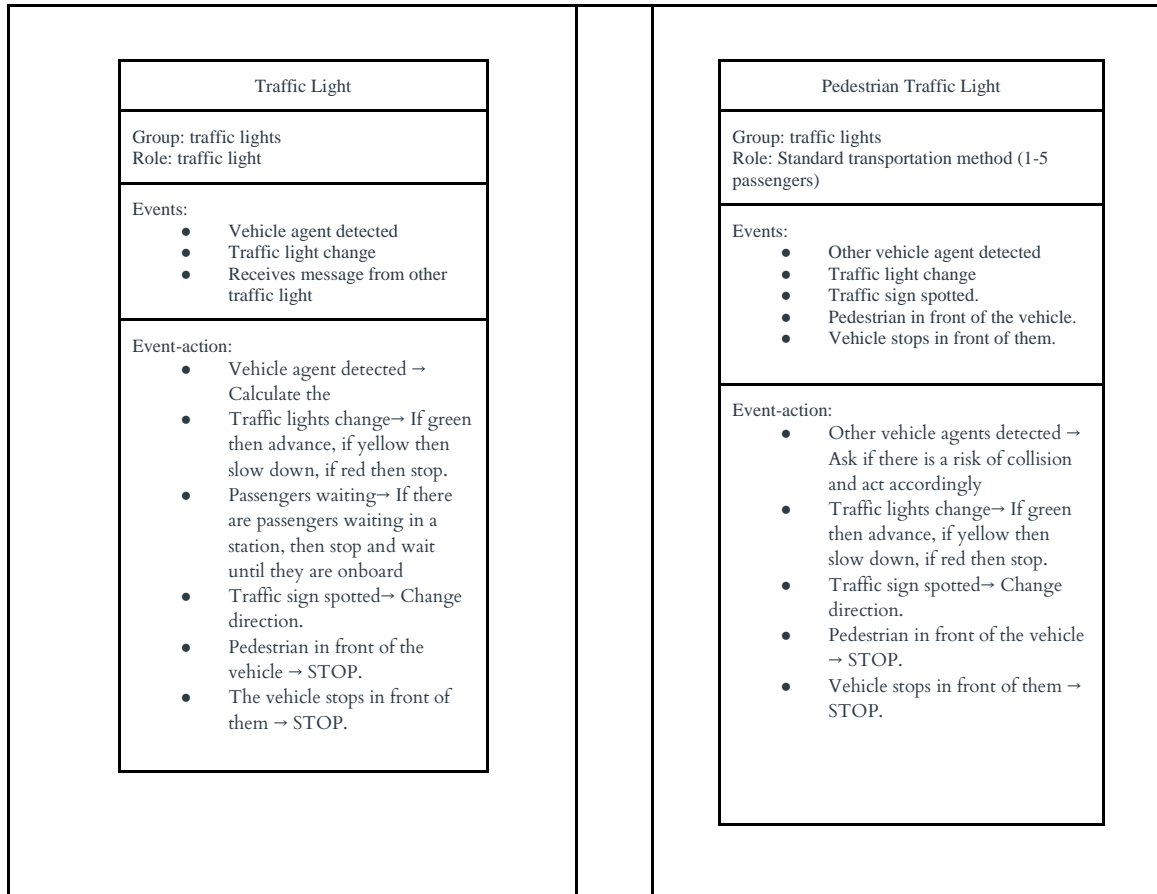 Traffic Light
Group: traffic lights
Role: traffic light
Events:
● Vehicle agent detected
● Traffic light change
● Receives message from other
traffic light
Event-action:
● Vehicle agent detected →
Calculate the
● Traffic lights change→ If green
then advance, if yellow then
slow down, if red then stop.
● Passengers waiting→ If there
are passengers waiting in a
station, then stop and wait
until they are onboard
● Traffic sign spotted→ Change
direction.
● Pedestrian in front of the
vehicle → STOP.
● The vehicle stops in front of
them → STOP.
Pedestrian Traffic Light
Group: traffic lights
Role: Standard transportation method (1-5
passengers)
Events:
● Other vehicle agent detected
● Traffic light change
● Traffic sign spotted.
● Pedestrian in front of the vehicle.
● Vehicle stops in front of them.
Event-action:
● Other vehicle agents detected →
Ask if there is a risk of collision
and act accordingly
● Traffic lights change→ If green
then advance, if yellow then
slow down, if red then stop.
● Traffic sign spotted→ Change
direction.
● Pedestrian in front of the vehicle
→ STOP.
● Vehicle stops in front of them →
STOP.